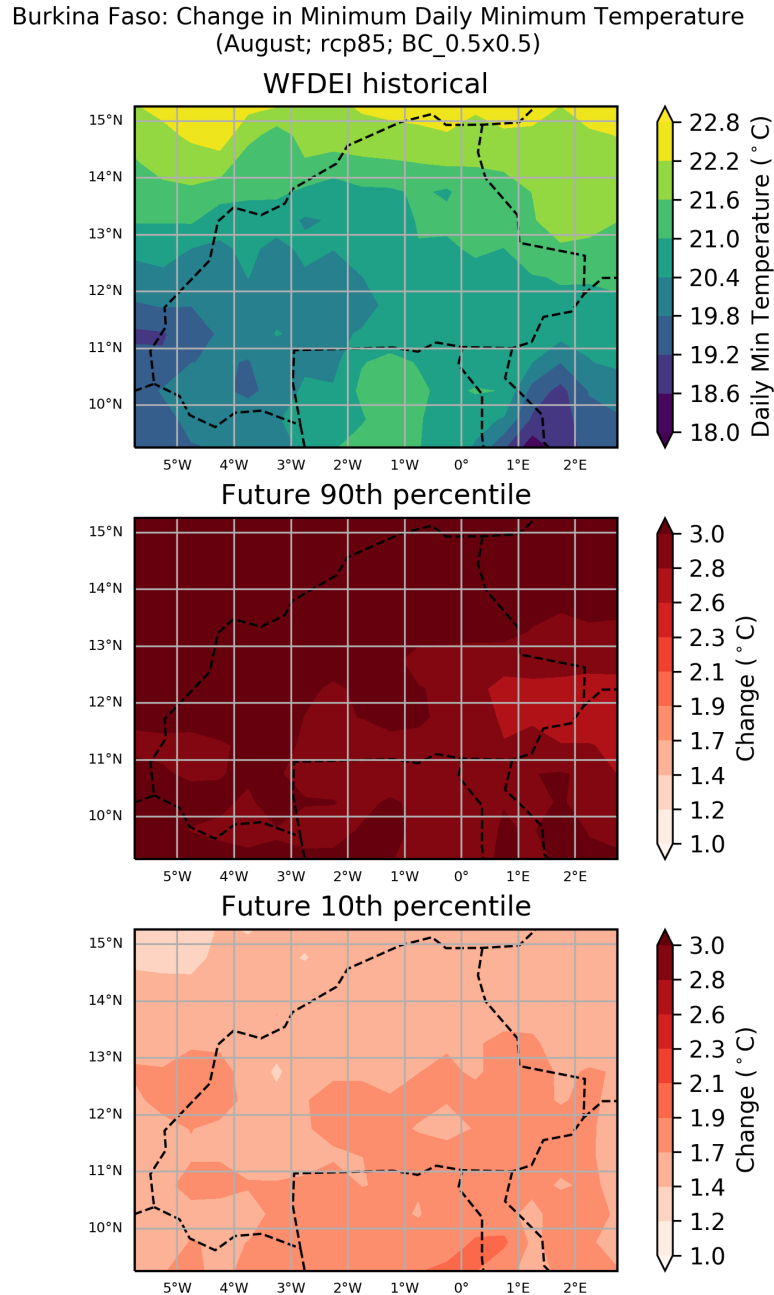 Burkina Faso: Change in Minimum Daily Minimum Temperature
(August; rcp85; BC_0.5x0.5)
WFDEI historical
15°N
14°N
13°N
12°N
11°N
10°N
5°W 4°W 3°W 2°W 1°W 0° 1°E 2°E
22.8
22.2
21.6
21.0
20.4
19.8
19.2
18.6
18.0
Daily Min Temperature (°C)
Future 90th percentile
15°N
14°N
13°N
12°N
11°N
10°N
5°W 4°W 3°W 2°W 1°W 0° 1°E 2°E
3.0
2.8
2.6
2.3
2.1
1.9
1.7
1.4
1.2
1.0
Change (°C)
Future 10th percentile
15°N
14°N
13°N
12°N
11°N
10°N
5°W 4°W 3°W 2°W 1°W 0° 1°E 2°E
3.0
2.8
2.6
2.3
2.1
1.9
1.7
1.4
1.2
1.0
Change (°C)